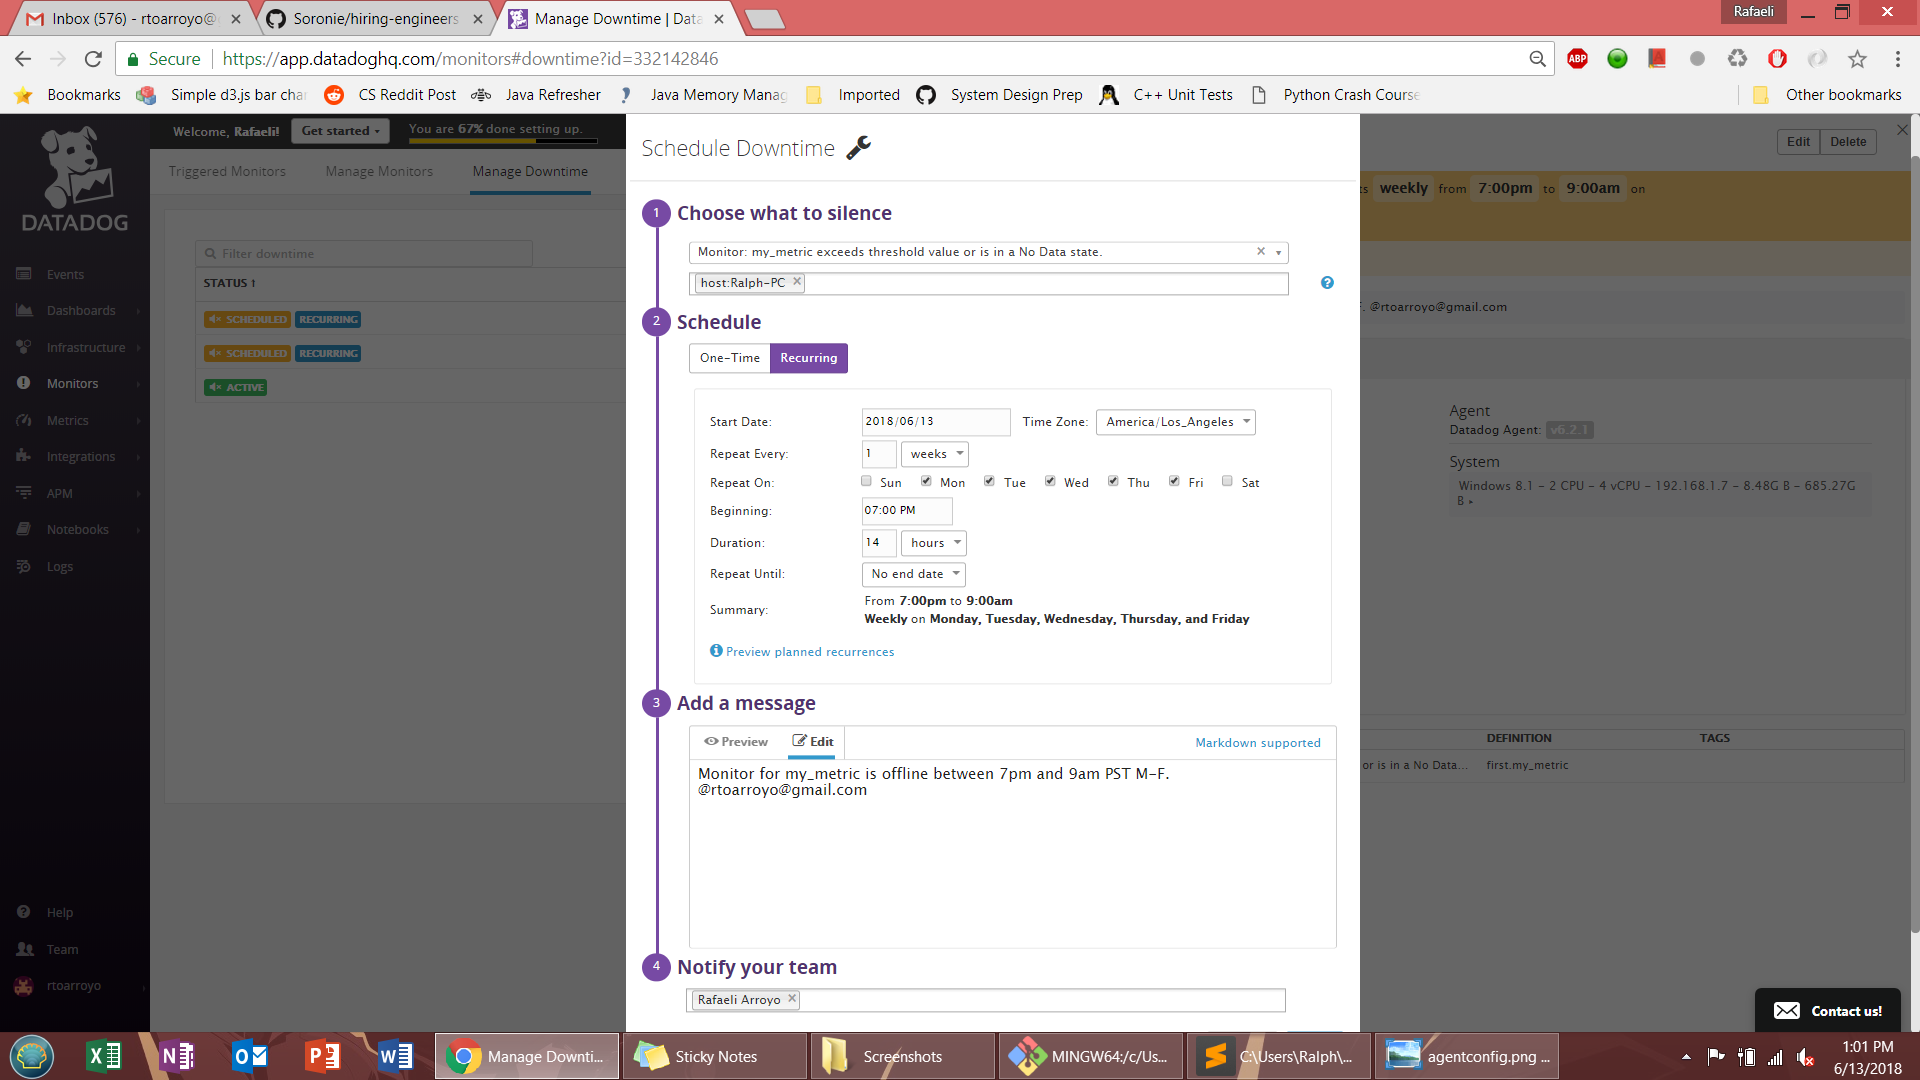 Inbox (576) - rtoarroyo@
Soronie/hiring-engineers
Manage Downtime | Data
Rafaeli
Secure
https://app.datadoghq.com/monitors#downtime?id=332142846
ABP
Bookmarks
Simple d3.js bar char
CS Reddit Post
Java Refresher
Java Memory Manag
Imported
System Design Prep
C++ Unit Tests
Python Crash Course
Other bookmarks
DATADOG
Events
Dashboards
Infrastructure
Monitors
Metrics
Integrations
APM
Notebooks
Logs
Help
Team
rtoarroyo
Welcome, Rafaeli!
Get started
You are 67% done setting up.
Triggered Monitors
Manage Monitors
Manage Downtime
Filter downtime
STATUS
SCHEDULED RECURRING
SCHEDULED RECURRING
ACTIVE
Schedule Downtime
1 Choose what to silence
Monitor: my_metric exceeds threshold value or is in a No Data state.
host:Ralph-PC
2 Schedule
One-Time
Recurring
Start Date: 2018/06/13 Time Zone: America/Los_Angeles
Repeat Every: 1 weeks
Repeat On: Sun Mon Tue Wed Thu Fri Sat
Beginning: 07:00 PM
Duration: 14 hours
Repeat Until: No end date
Summary: From 7:00pm to 9:00am
Weekly on Monday, Tuesday, Wednesday, Thursday, and Friday
Preview planned recurrences
3 Add a message
Preview
Edit
Markdown supported
Monitor for my_metric is offline between 7pm and 9am PST M-F.
@rtoarroyo@gmail.com
4 Notify your team
Rafaeli Arroyo
Edit
Delete
ts weekly from 7:00pm to 9:00am on
F. @rtoarroyo@gmail.com
Agent
Datadog Agent: v6.2.1
System
Windows 8.1 - 2 CPU - 4 vCPU - 192.168.1.7 - 8.48G B - 685.27G
B
DEFINITION
TAGS
or is in a No Data...
first.my_metric
Contact us!
Manage Downti...
Sticky Notes
Screenshots
MINGW64:/c/Us...
C:\Users\Ralph\...
agentconfig.png ...
1:01 PM
6/13/2018